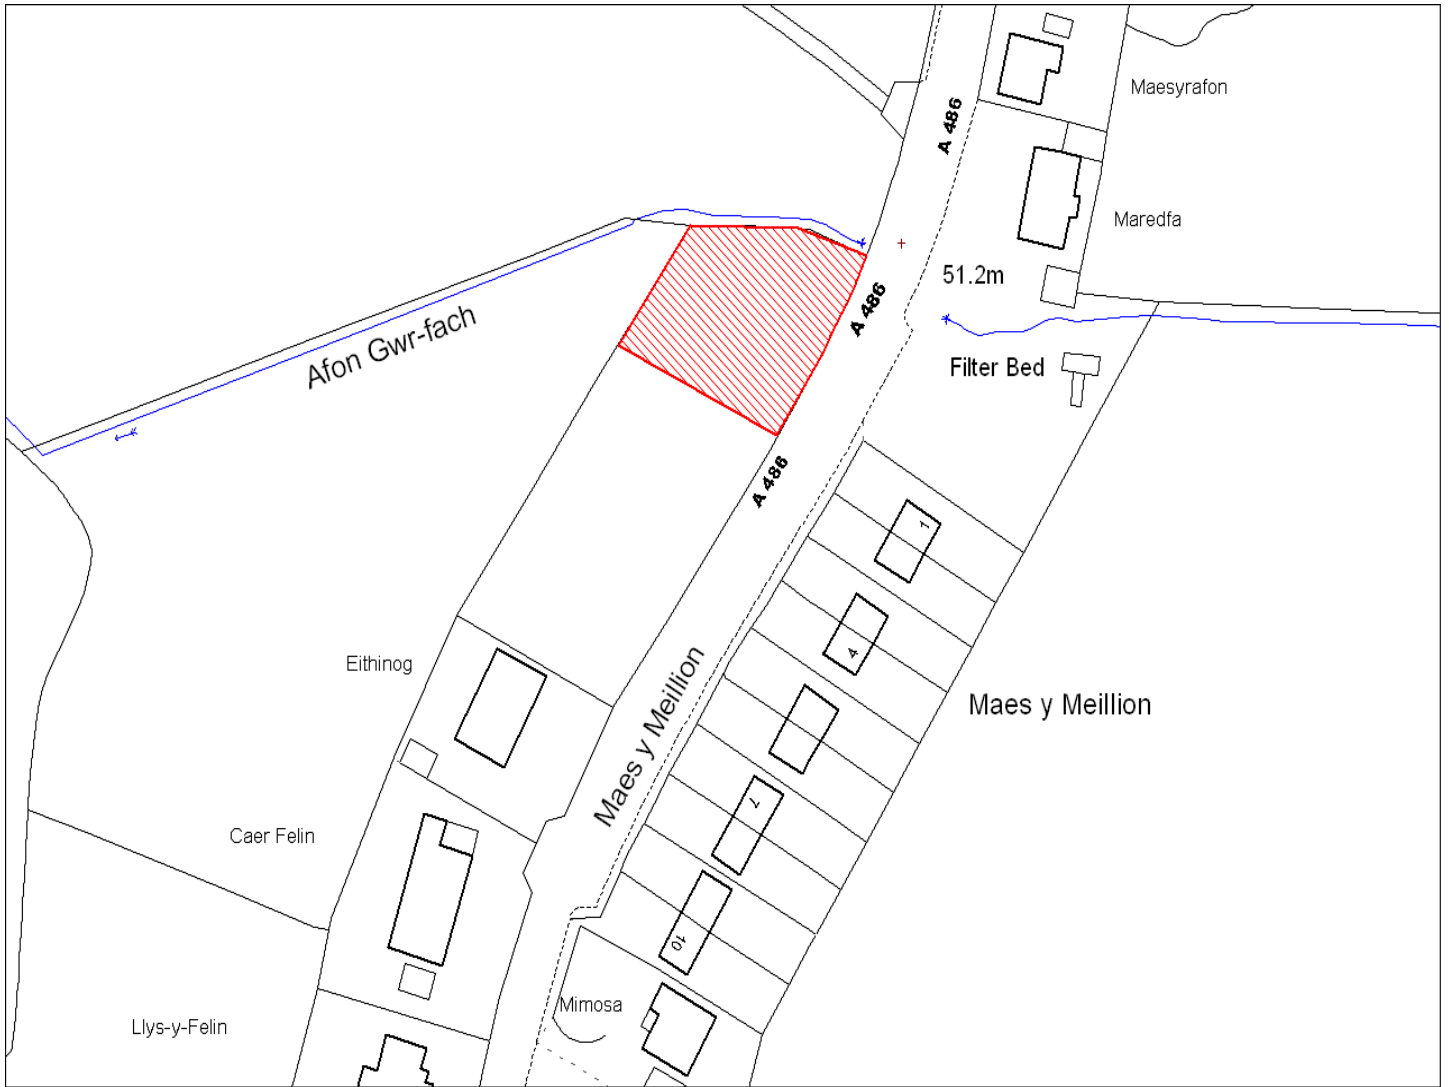 Maesyrafon
A 486
Maredfa
51.2m
A 486
Afon Gwr-fach
Filter Bed
A 486
1
4
Eithinog
Maes y Meillion
Maes y Meillion
7
Caer Felin
10
Mimosa
Llys-y-Felin